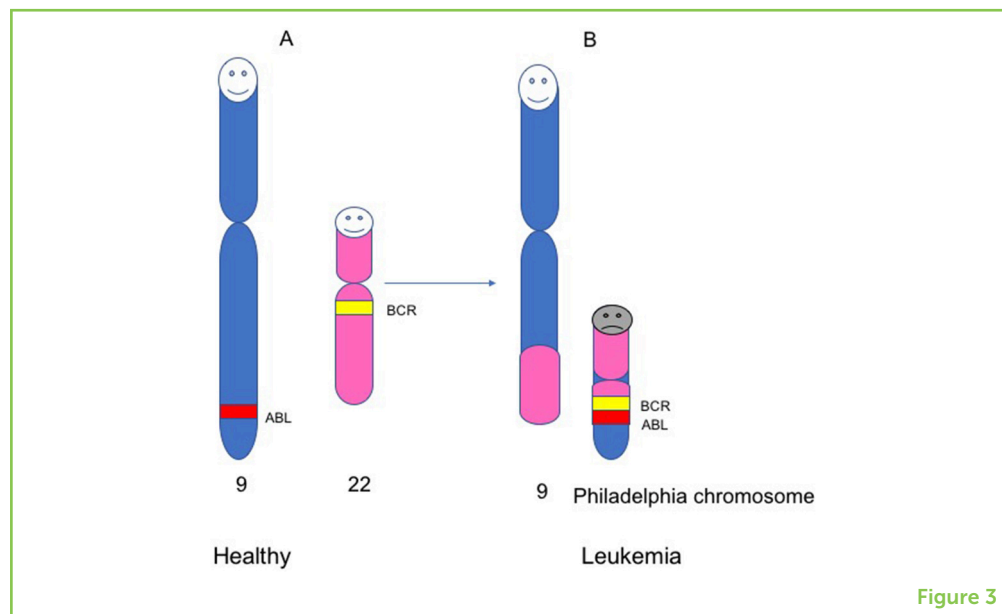 A
B
BCR
ABL
BCR
ABL
9
22
9
Philadelphia chromosome
Healthy
Leukemia
Figure 3